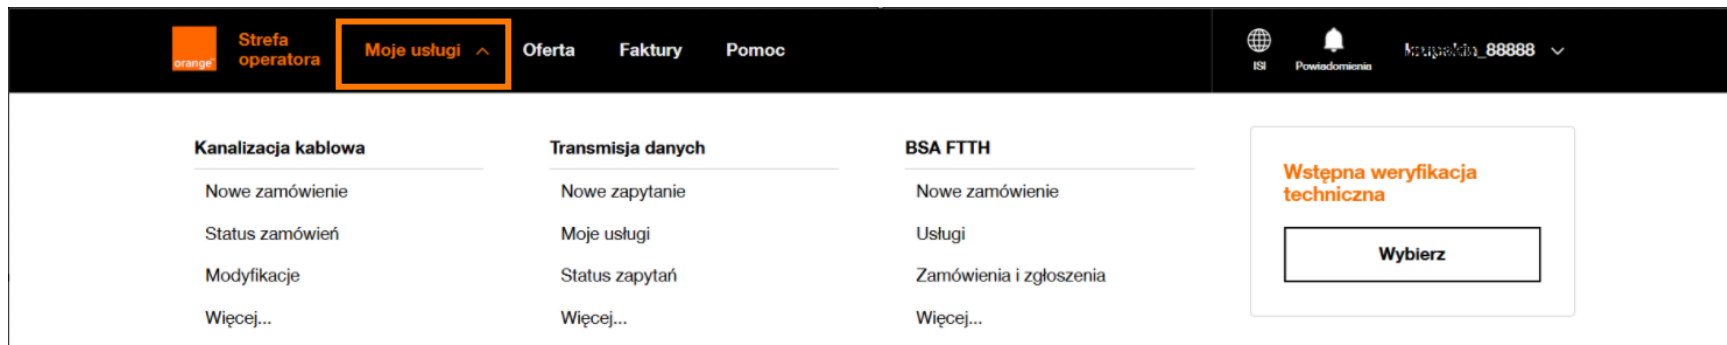 orange™
Strefa
operatora
Moje usługi
Oferta
Faktury
Pomoc
ISI
Powiadomienia
_88888
Kanalizacja kablowa
Nowe zamówienie
Status zamówień
Modyfikacje
Więcej...
Transmisja danych
Nowe zapytanie
Moje usługi
Status zapytań
Więcej...
BSA FTTH
Nowe zamówienie
Usługi
Zamówienia i zgłoszenia
Więcej...
Wstępna weryfikacja
techniczna
Wybierz